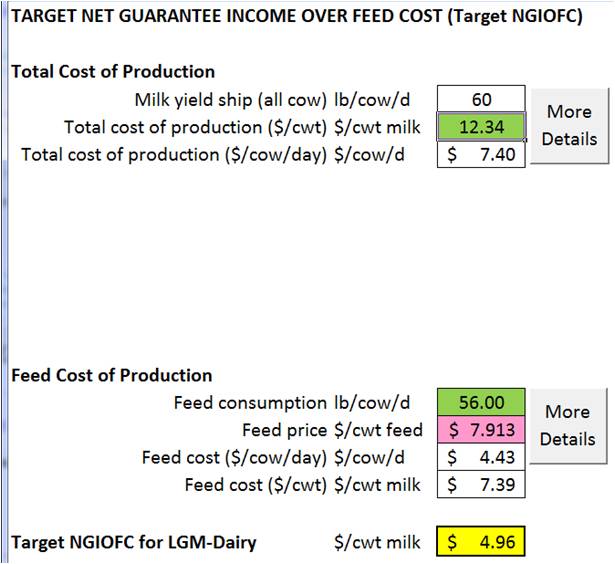 TARGET NET GUARANTEE INCOME OVER FEED COST (Target NGIOFC)
Total Cost of Production
Milk yield ship (all cow) lb/cow/d 60
Total cost of production ($/cwt) $/cwt milk 12.34
Total cost of production ($/cow/day) $/cow/d $ 7.40
More
Details
Feed Cost of Production
Feed consumption lb/cow/d 56.00
Feed price $/cwt feed $ 7.913
Feed cost ($/cow/day) $/cow/d $ 4.43
Feed cost ($/cwt) $/cwt milk $ 7.39
More
Details
Target NGIOFC for LGM-Dairy $/cwt milk $ 4.96